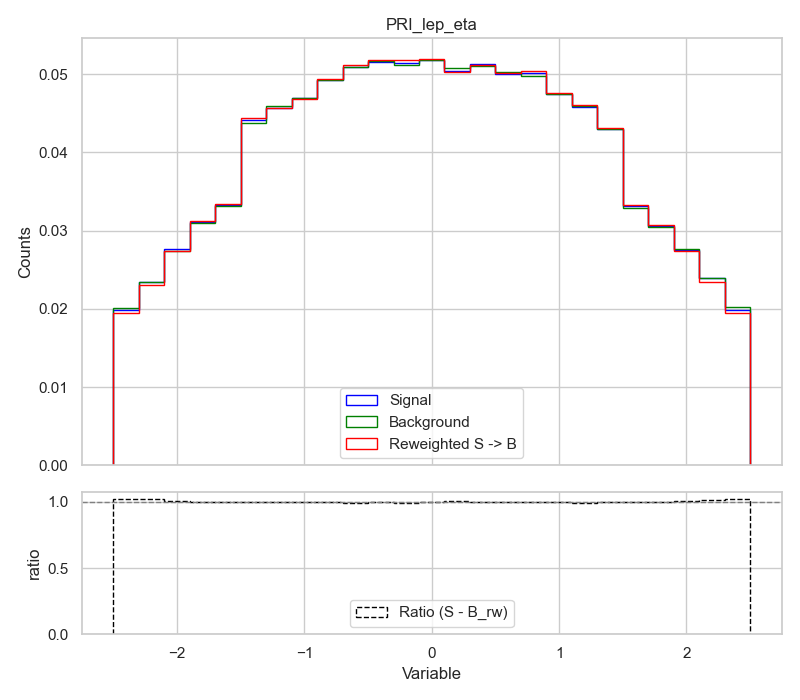 PRI_lep_eta
0.05
0.04
0.03
0.02
0.01
0.00
Counts
Signal
Background
Reweighted S -> B
1.0
0.5
0.0
ratio
Ratio (S - B_rw)
−2
−1
0
1
2
Variable